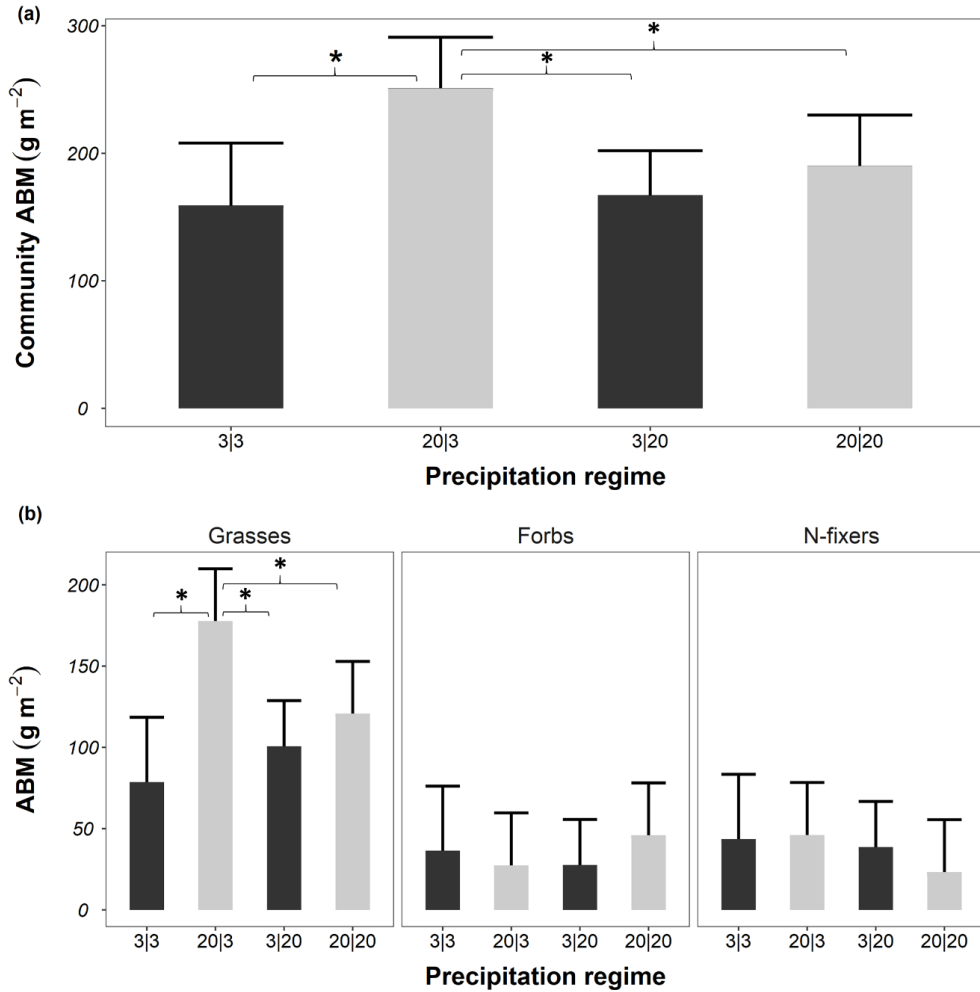 (a)
Community ABM (g m⁻²)
300
200
100
0
*
*
*
3|3 20|3 3|20 20|20
Precipitation regime
(b)
Grasses Forbs N-fixers
ABM (g m⁻²)
200
150
100
50
0
*
*
*
3|3 20|3 3|20 20|20 3|3 20|3 3|20 20|20 3|3 20|3 3|20 20|20
Precipitation regime